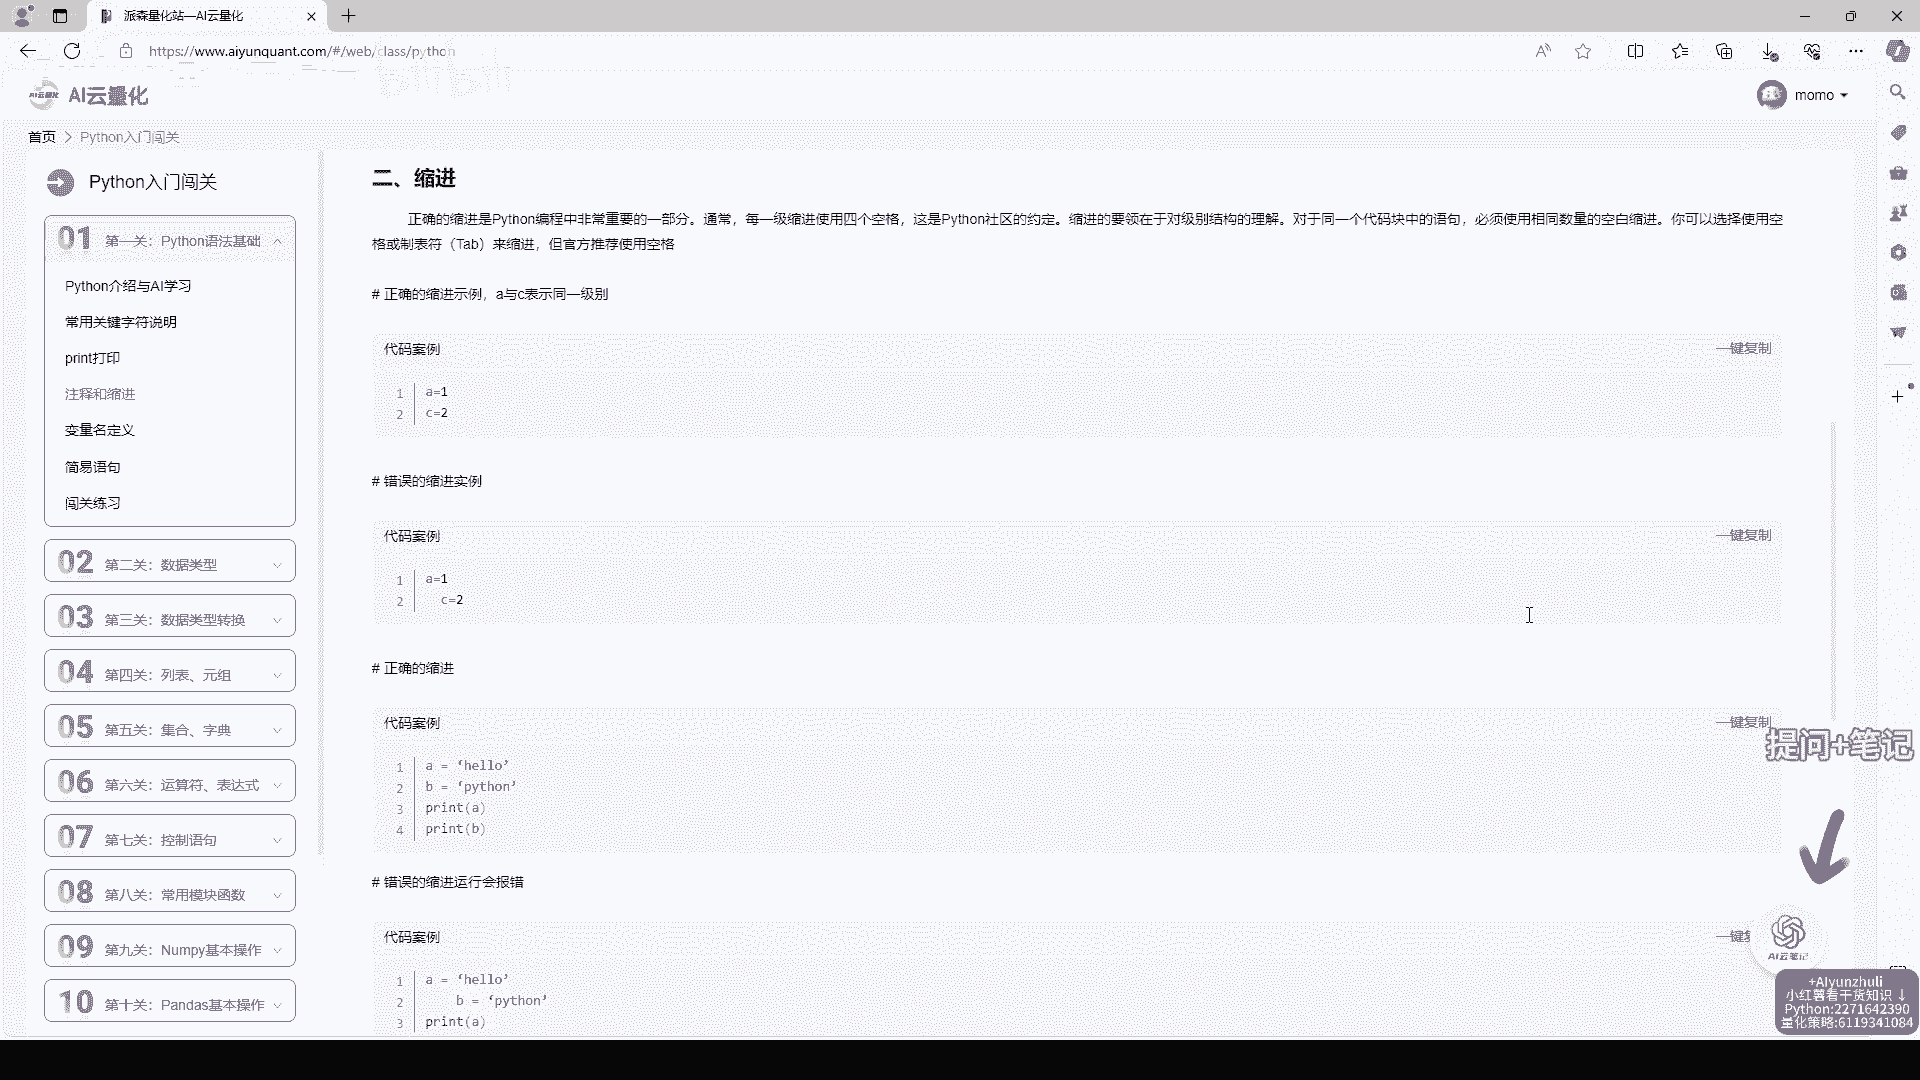 派森量化站—AI云量化
https://www.aiyunquant.com/#/web/class/python
AI云量化
momo
首页 > Python入门闯关
Python入门闯关
01 第一关：Python语法基础
Python介绍与AI学习
常用关键字符说明
print打印
注释和缩进
变量名定义
简易语句
闯关练习
02 第二关：数据类型
03 第三关：数据类型转换
04 第四关：列表、元组
05 第五关：集合、字典
06 第六关：运算符、表达式
07 第七关：控制语句
08 第八关：常用模块函数
09 第九关：Numpy基本操作
10 第十关：Pandas基本操作
二、缩进
正确的缩进是Python编程中非常重要的一部分。通常，每一级缩进使用四个空格，这是Python社区的约定。缩进的要领在于对级别结构的理解。对于同一个代码块中的语句，必须使用相同数量的空白缩进。你可以选择使用空
格或制表符（Tab）来缩进，但官方推荐使用空格
# 正确的缩进示例，a与c表示同一级别
代码案例 一键复制
1 a=1
2 c=2
# 错误的缩进实例
代码案例 一键复制
1 a=1
2   c=2
# 正确的缩进
代码案例 一键复制
1 a = ‘hello’
2 b = ‘python’
3 print(a)
4 print(b)
# 错误的缩进运行会报错
代码案例 一键复
1 a = ‘hello’
2     b = ‘python’
3 print(a)
提问+笔记
AI云笔记
+AIyunzhuli
小红薯看干货知识 ↓
Python:2271642390
量化策略:6119341084